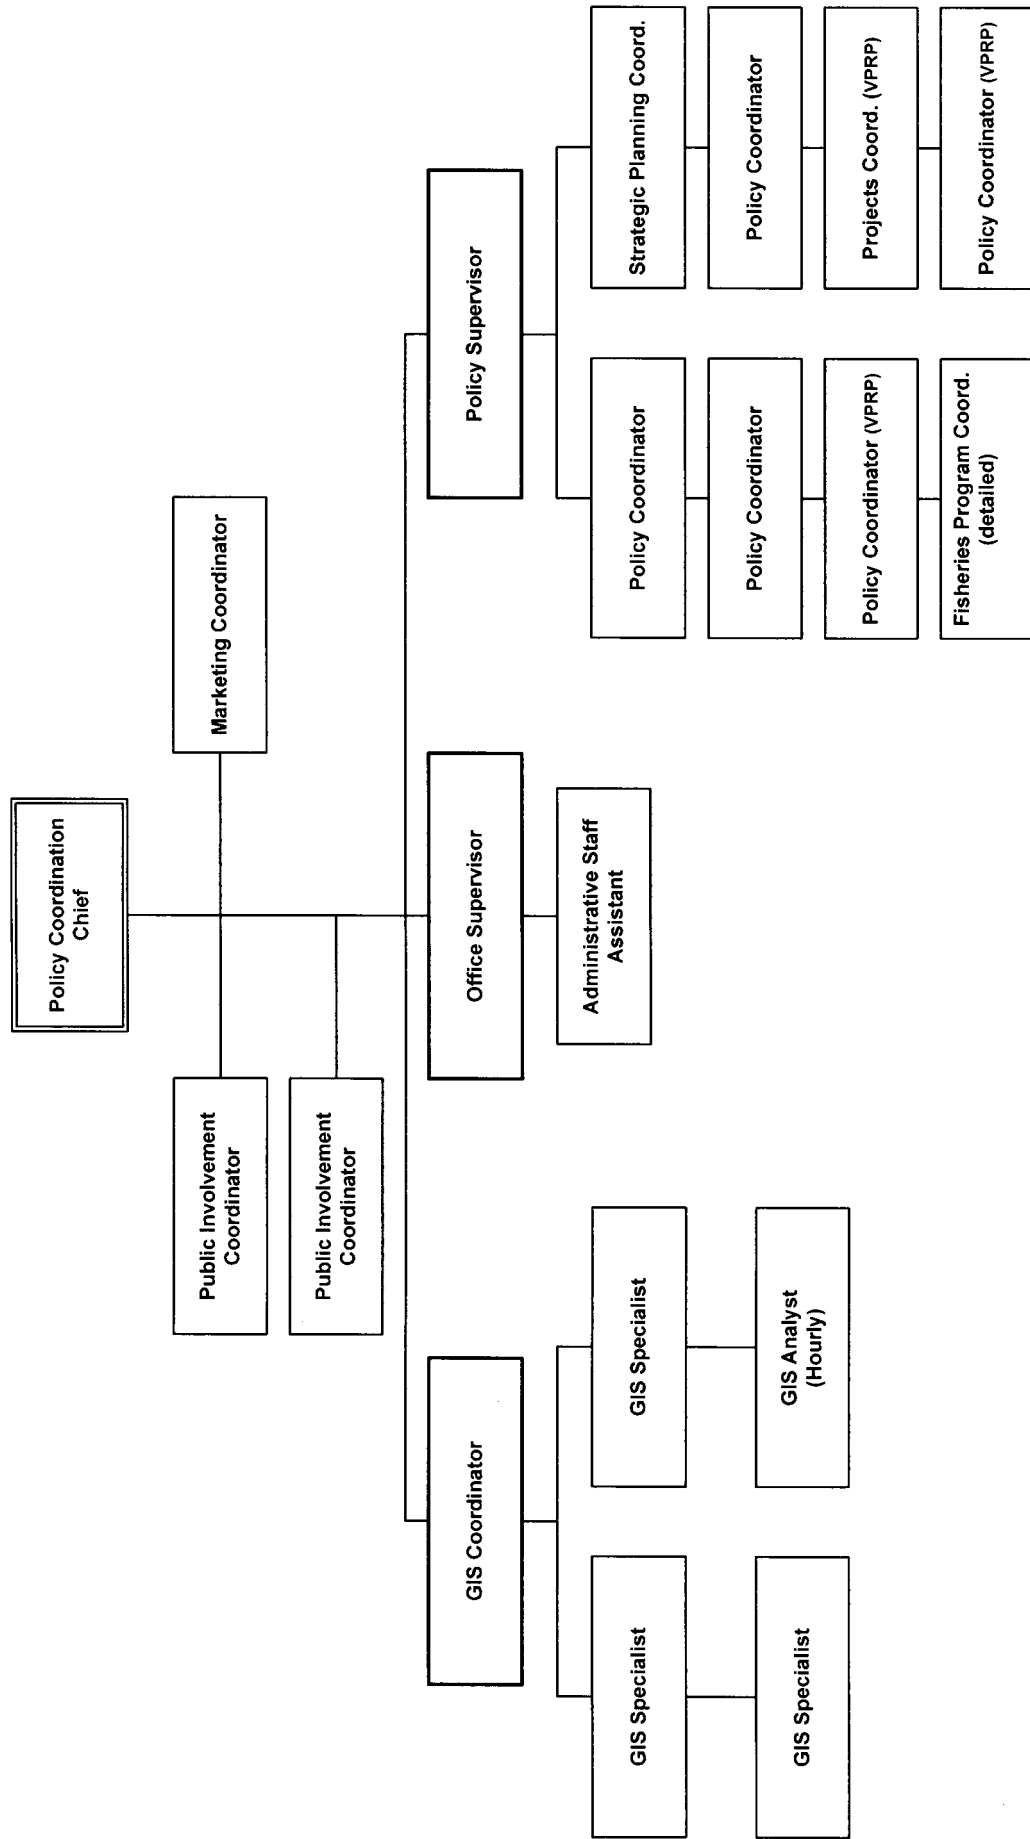 Policy Coordination
Chief
Public Involvement
Coordinator
Marketing Coordinator
Public Involvement
Coordinator
GIS Coordinator
Office Supervisor
Policy Supervisor
GIS Specialist
GIS Specialist
Administrative Staff
Assistant
Policy Coordinator
Strategic Planning Coord.
Policy Coordinator
Policy Coordinator
GIS Specialist
GIS Analyst
(Hourly)
Policy Coordinator (VPRP)
Projects Coord. (VPRP)
Fisheries Program Coord.
(detailed)
Policy Coordinator (VPRP)